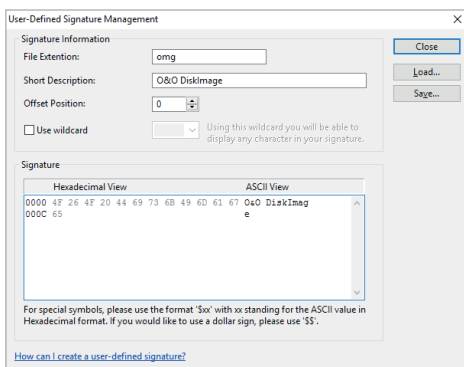 User-Defined Signature Management
Signature Information
File Extention:
omg
Close
Short Description:
O&O DiskImage
Load...
Offset Position:
0
Save...
Use wildcard
Using this wildcard you will be able to
display any character in your signature.
Signature
Hexadecimal View ASCII View
0000 4F 26 4F 20 44 69 73 6B 49 6D 61 67 O&O DiskImag
000C 65 e
For special symbols, please use the format '$xx' with xx standing for the ASCII value in
Hexadecimal format. If you would like to use a dollar sign, please use '$$'.
How can I create a user-defined signature?